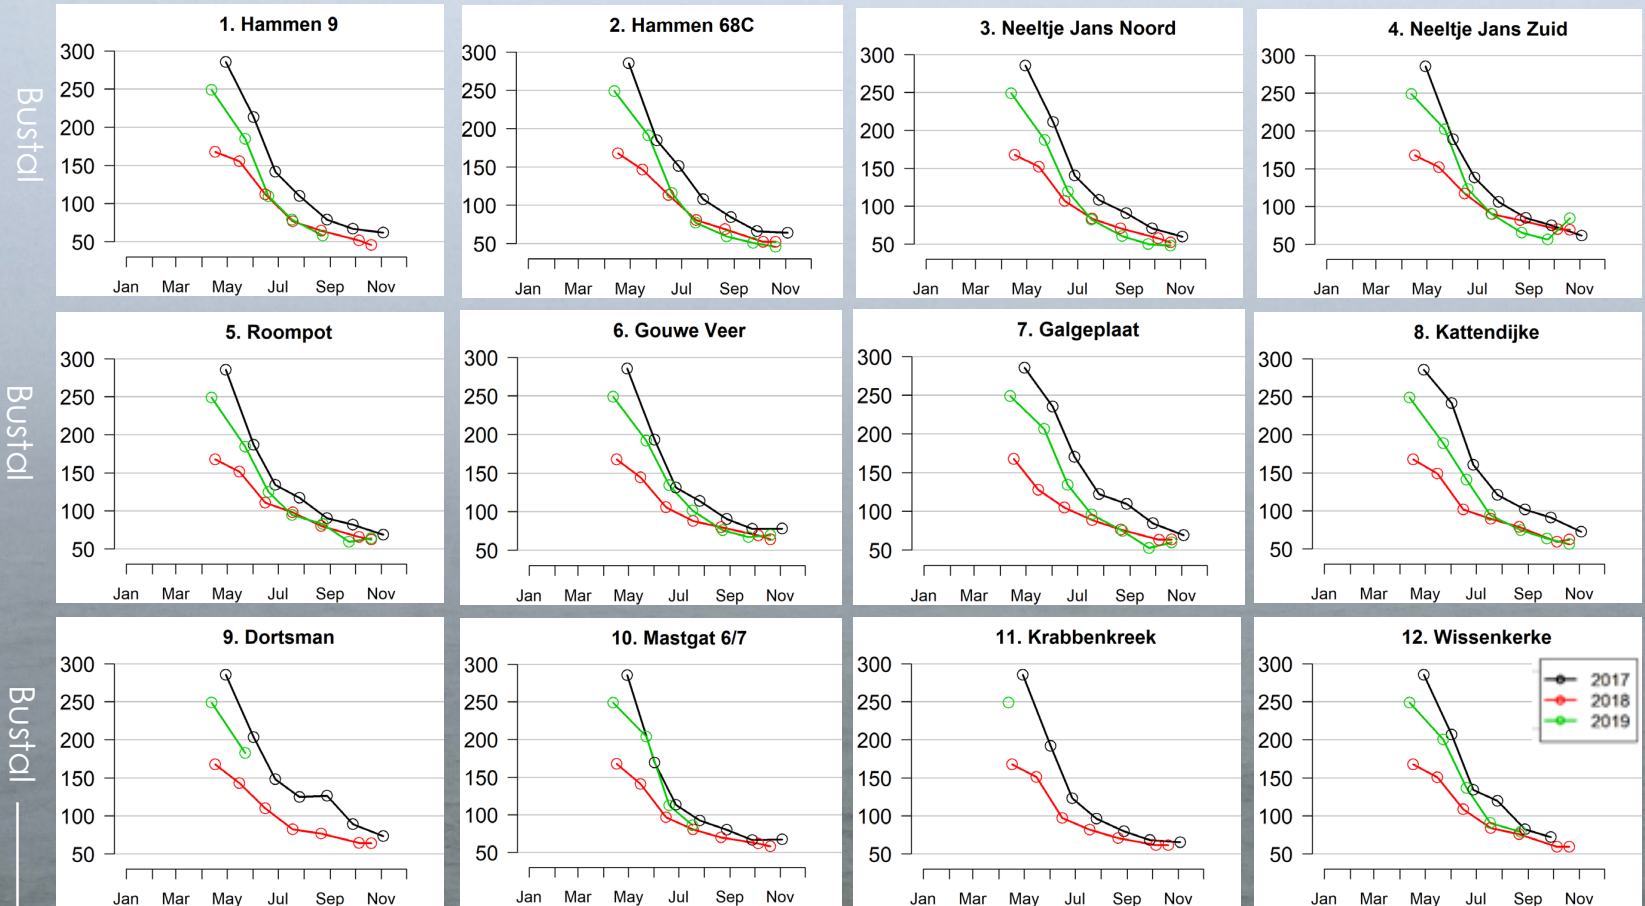 Bustal
1. Hammen 9
300
250
200
150
100
50
Jan Mar May Jul Sep Nov
2. Hammen 68C
300
250
200
150
100
50
Jan Mar May Jul Sep Nov
3. Neeltje Jans Noord
300
250
200
150
100
50
Jan Mar May Jul Sep Nov
4. Neeltje Jans Zuid
300
250
200
150
100
50
Jan Mar May Jul Sep Nov
Bustal
5. Roompot
300
250
200
150
100
50
Jan Mar May Jul Sep Nov
6. Gouwe Veer
300
250
200
150
100
50
Jan Mar May Jul Sep Nov
7. Galgeplaat
300
250
200
150
100
50
Jan Mar May Jul Sep Nov
8. Kattendijke
300
250
200
150
100
50
Jan Mar May Jul Sep Nov
Bustal
9. Dortsman
300
250
200
150
100
50
Jan Mar May Jul Sep Nov
10. Mastgat 6/7
300
250
200
150
100
50
Jan Mar May Jul Sep Nov
11. Krabbenkreek
300
250
200
150
100
50
Jan Mar May Jul Sep Nov
12. Wissenkerke
300
250
200
150
100
50
Jan Mar May Jul Sep Nov
2017
2018
2019